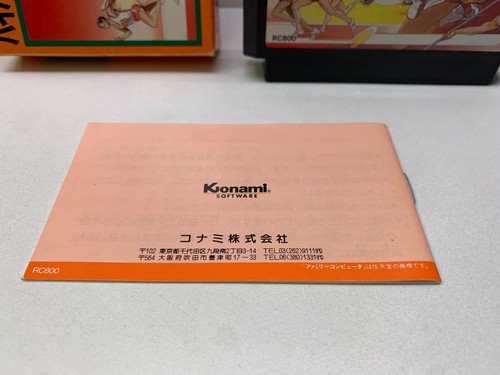 ハイパ
RC800
Konami®
SOFTWARE
コナミ株式会社
〒102 東京都千代田区九段南2丁目3-14 TEL.03(262)9111代
〒564 大阪府吹田市豊津町17-33 TEL.06(380)1331代
RC800
「ファミリーコンピュータ」は任天堂の商標です。